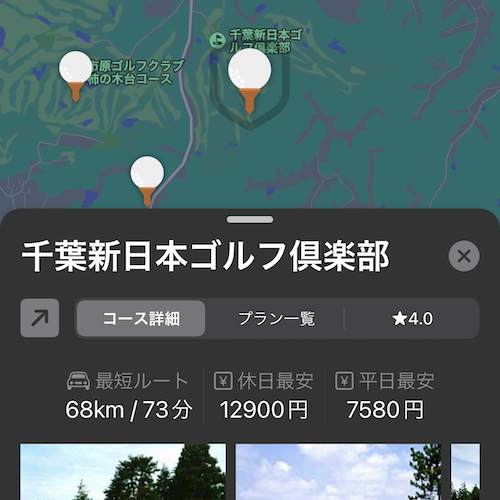 千葉新日本ゴ
ルフ倶楽部
市原ゴルフクラブ
柿の木台コース
千葉新日本ゴルフ倶楽部
コース詳細
プラン一覧
★4.0
最短ルート
68km / 73分
¥ 休日最安
12900円
¥ 平日最安
7580円